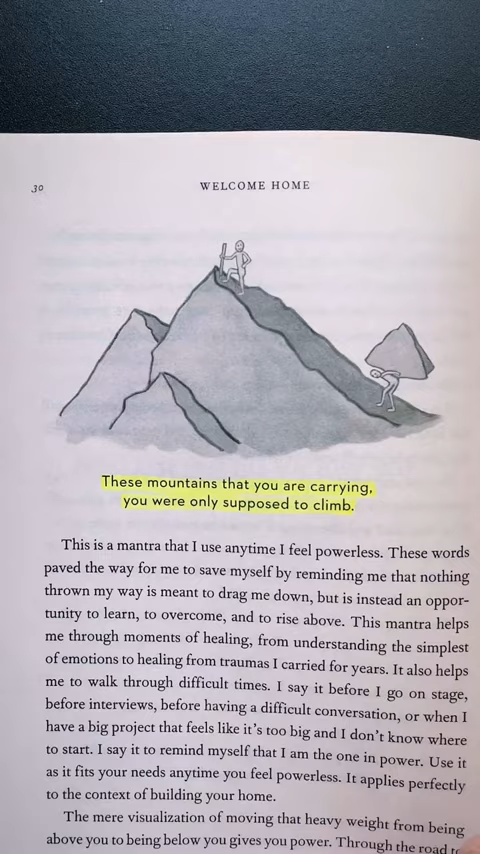 30
WELCOME HOME
These mountains that you are carrying,
you were only supposed to climb.
This is a mantra that I use anytime I feel powerless. These words
paved the way for me to save myself by reminding me that nothing
thrown my way is meant to drag me down, but is instead an oppor-
tunity to learn, to overcome, and to rise above. This mantra helps
me through moments of healing, from understanding the simplest
of emotions to healing from traumas I carried for years. It also helps
me to walk through difficult times. I say it before I go on stage,
before interviews, before having a difficult conversation, or when I
have a big project that feels like it's too big and I don't know where
to start. I say it to remind myself that I am the one in power. Use it
as it fits your needs anytime you feel powerless. It applies perfectly
to the context of building your home.
The mere visualization of moving that heavy weight from being
above you to being below you gives you power. Through the road